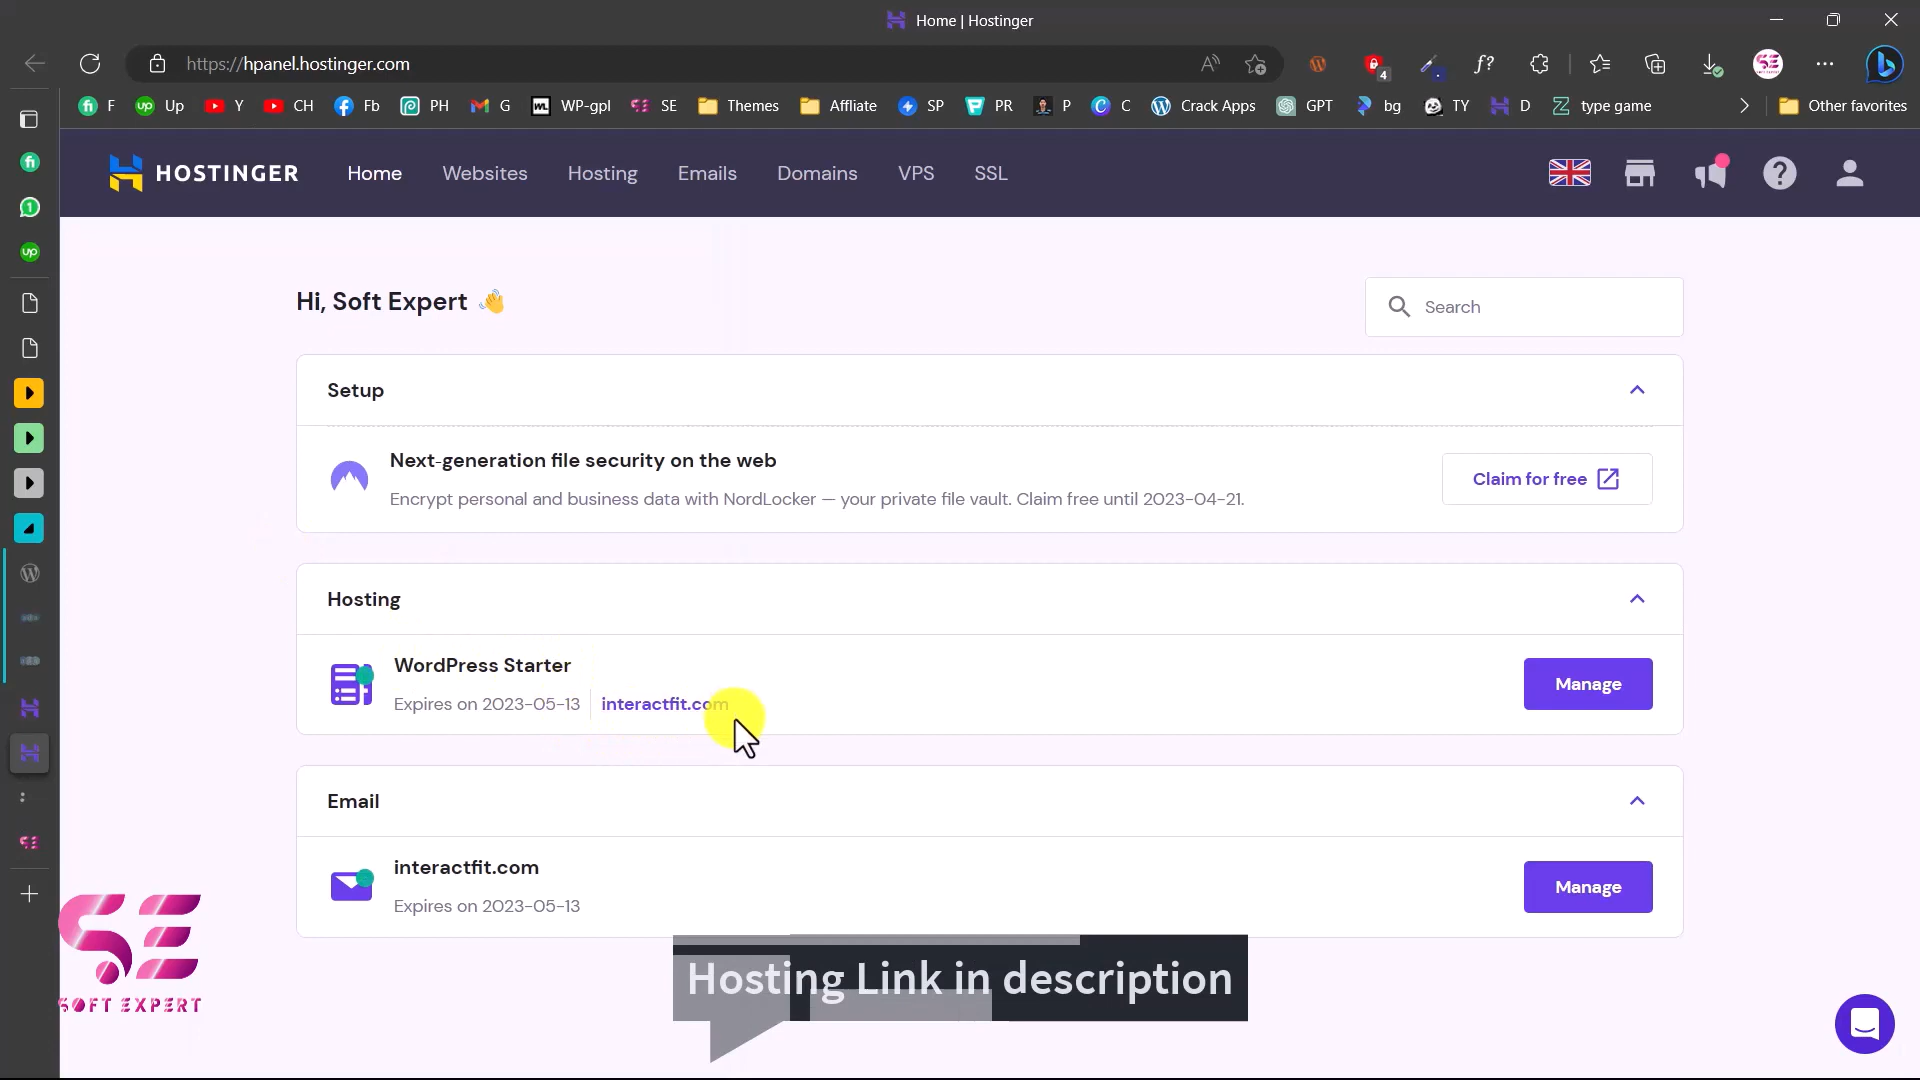 Home | Hostinger
https://hpanel.hostinger.com
4
F Up Y CH Fb PH G WP-gpl SE Themes Affliate SP PR P C Crack Apps GPT bg TY D type game Other favorites
HOSTINGER Home Websites Hosting Emails Domains VPS SSL
Hi, Soft Expert
Search
Setup
Next-generation file security on the web
Encrypt personal and business data with NordLocker — your private file vault. Claim free until 2023-04-21.
Claim for free
Hosting
WordPress Starter
Expires on 2023-05-13 interactfit.com
Manage
Email
interactfit.com
Expires on 2023-05-13
Manage
SE
SOFT EXPERT
Hosting Link in description